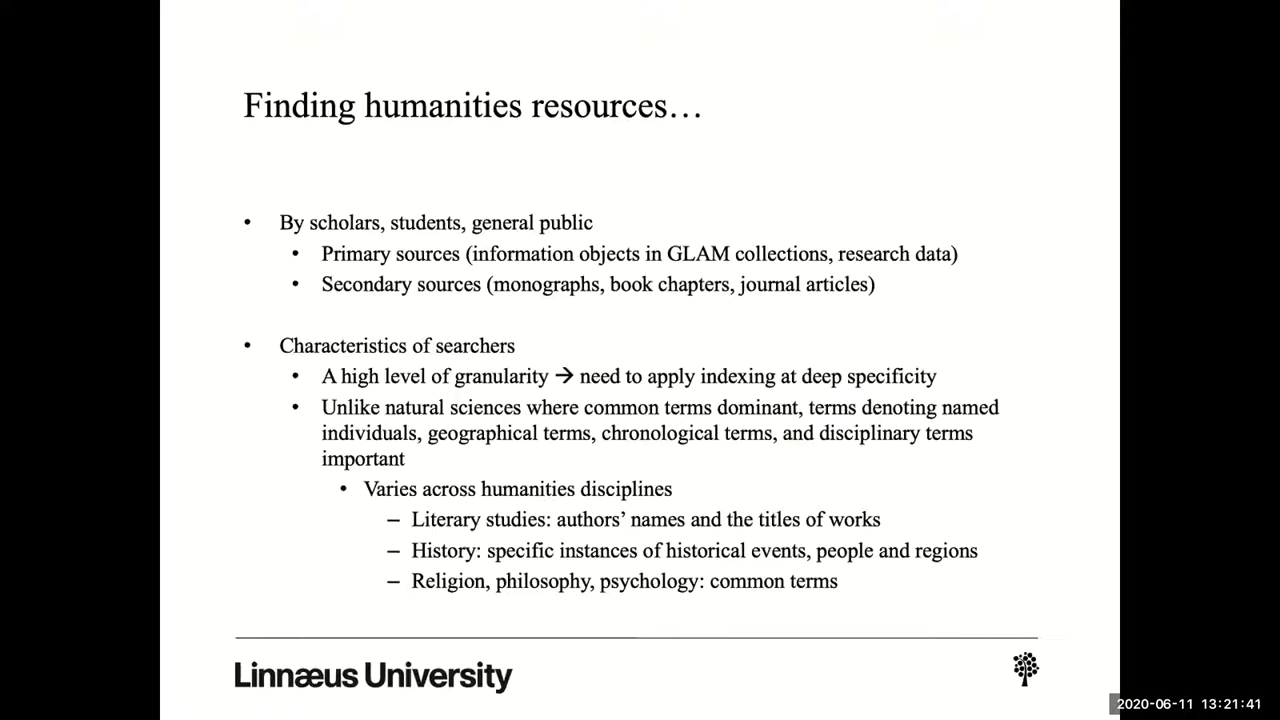 Finding humanities resources…
• By scholars, students, general public
• Primary sources (information objects in GLAM collections, research data)
• Secondary sources (monographs, book chapters, journal articles)
• Characteristics of searchers
• A high level of granularity → need to apply indexing at deep specificity
• Unlike natural sciences where common terms dominant, terms denoting named
individuals, geographical terms, chronological terms, and disciplinary terms
important
• Varies across humanities disciplines
– Literary studies: authors’ names and the titles of works
– History: specific instances of historical events, people and regions
– Religion, philosophy, psychology: common terms
Linnæus University
2020-06-11 13:21:41